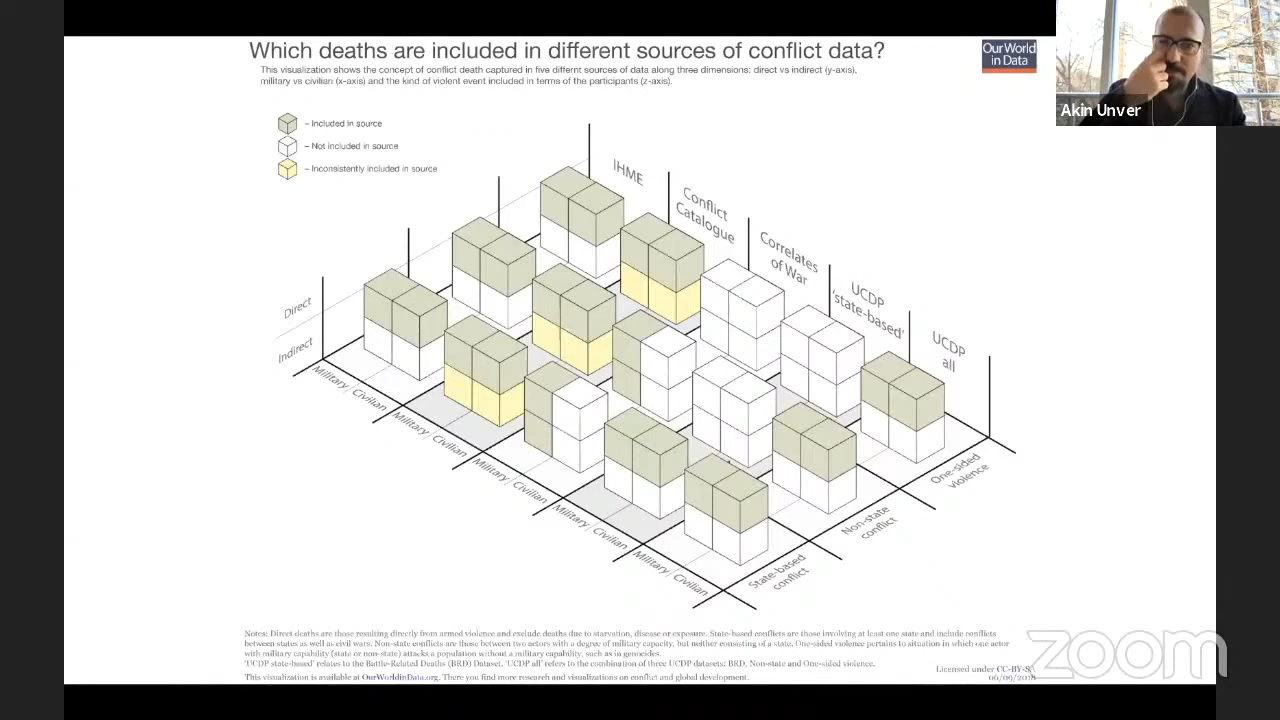 Which deaths are included in different sources of conflict data?
This visualization shows the concept of conflict death captured in five differnt sources of data along three dimensions: direct vs indirect (y-axis),
military vs civilian (x-axis) and the kind of violent event included in terms of the participants (z-axis).
Our World
in Data
Akin Unver
– Included in source
– Not included in source
– Inconsistently included in source
IHME
Conflict
Catalogue
Correlates
of War
UCDP
'state-based'
UCDP
all
Direct
Indirect
Military
Civilian
Military
Civilian
Military
Civilian
Military
Civilian
Military
Civilian
One-sided
violence
Non-state
conflict
State-based
conflict
Notes: Direct deaths are those resulting directly from armed violence and exclude deaths due to starvation, disease or exposure. State-based conflicts are those involving at least one state and include conflicts
between states as well as civil wars. Non-state conflicts are those between two actors with a degree of military capacity, but neither consisting of a state. One-sided violence pertains to situation in which one actor
with military capability (state or non-state) attacks a population without a military capability, such as in genocides.
'UCDP state-based' relates to the Battle-Related Deaths (BRD) Dataset. 'UCDP all' refers to the combination of three UCDP datasets: BRD, Non-state and One-sided violence.
This visualization is available at OurWorldinData.org. There you find more research and visualizations on conflict and global development.
Licensed under CC-BY-S
06/09/2018
zoom